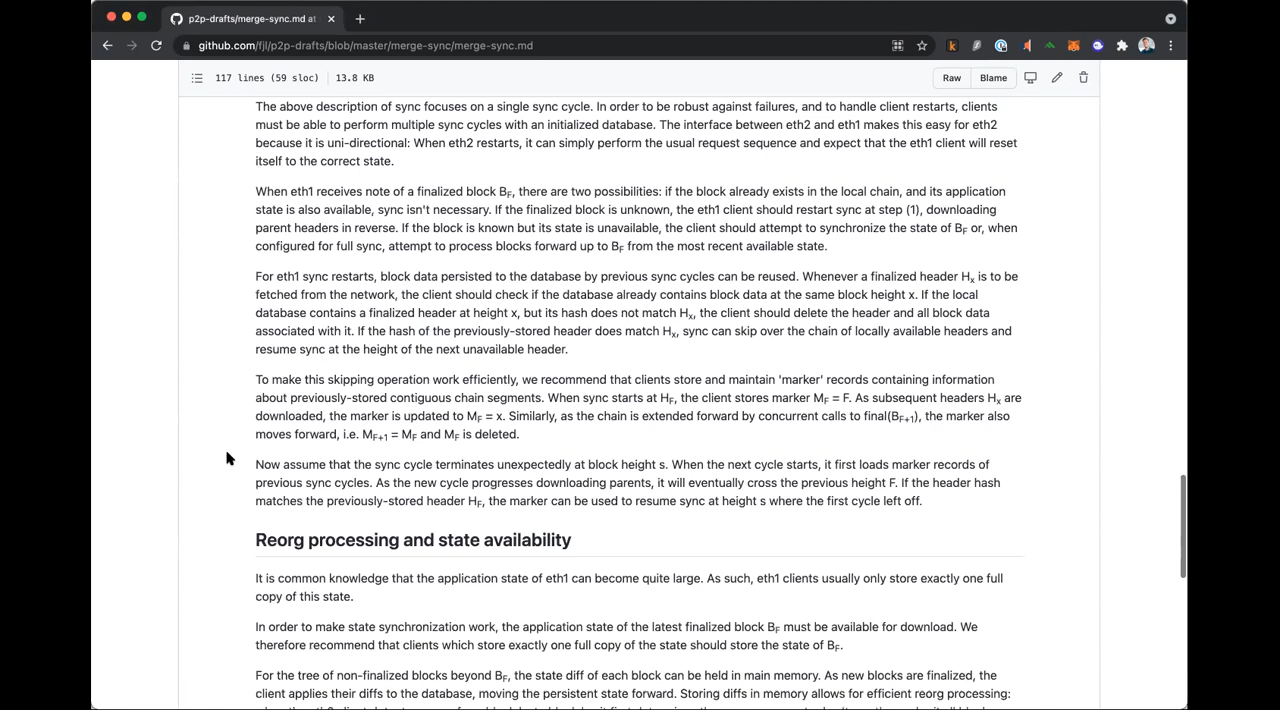 p2p-drafts/merge-sync.md at
github.com/fjl/p2p-drafts/blob/master/merge-sync/merge-sync.md
117 lines (59 sloc) 13.8 KB
Raw Blame
The above description of sync focuses on a single sync cycle. In order to be robust against failures, and to handle client restarts, clients
must be able to perform multiple sync cycles with an initialized database. The interface between eth2 and eth1 makes this easy for eth2
because it is uni-directional: When eth2 restarts, it can simply perform the usual request sequence and expect that the eth1 client will reset
itself to the correct state.
When eth1 receives note of a finalized block BF, there are two possibilities: if the block already exists in the local chain, and its application
state is also available, sync isn't necessary. If the finalized block is unknown, the eth1 client should restart sync at step (1), downloading
parent headers in reverse. If the block is known but its state is unavailable, the client should attempt to synchronize the state of BF or, when
configured for full sync, attempt to process blocks forward up to BF from the most recent available state.
For eth1 sync restarts, block data persisted to the database by previous sync cycles can be reused. Whenever a finalized header Hx is to be
fetched from the network, the client should check if the database already contains block data at the same block height x. If the local
database contains a finalized header at height x, but its hash does not match Hx, the client should delete the header and all block data
associated with it. If the hash of the previously-stored header does match Hx, sync can skip over the chain of locally available headers and
resume sync at the height of the next unavailable header.
To make this skipping operation work efficiently, we recommend that clients store and maintain 'marker' records containing information
about previously-stored contiguous chain segments. When sync starts at HF, the client stores marker MF = F. As subsequent headers Hx are
downloaded, the marker is updated to MF = x. Similarly, as the chain is extended forward by concurrent calls to final(BF+1), the marker also
moves forward, i.e. MF+1 = MF and MF is deleted.
Now assume that the sync cycle terminates unexpectedly at block height s. When the next cycle starts, it first loads marker records of
previous sync cycles. As the new cycle progresses downloading parents, it will eventually cross the previous height F. If the header hash
matches the previously-stored header HF, the marker can be used to resume sync at height s where the first cycle left off.
Reorg processing and state availability
It is common knowledge that the application state of eth1 can become quite large. As such, eth1 clients usually only store exactly one full
copy of this state.
In order to make state synchronization work, the application state of the latest finalized block BF must be available for download. We
therefore recommend that clients which store exactly one full copy of the state should store the state of BF.
For the tree of non-finalized blocks beyond BF, the state diff of each block can be held in main memory. As new blocks are finalized, the
client applies their diffs to the database, moving the persistent state forward. Storing diffs in memory allows for efficient reorg processing: